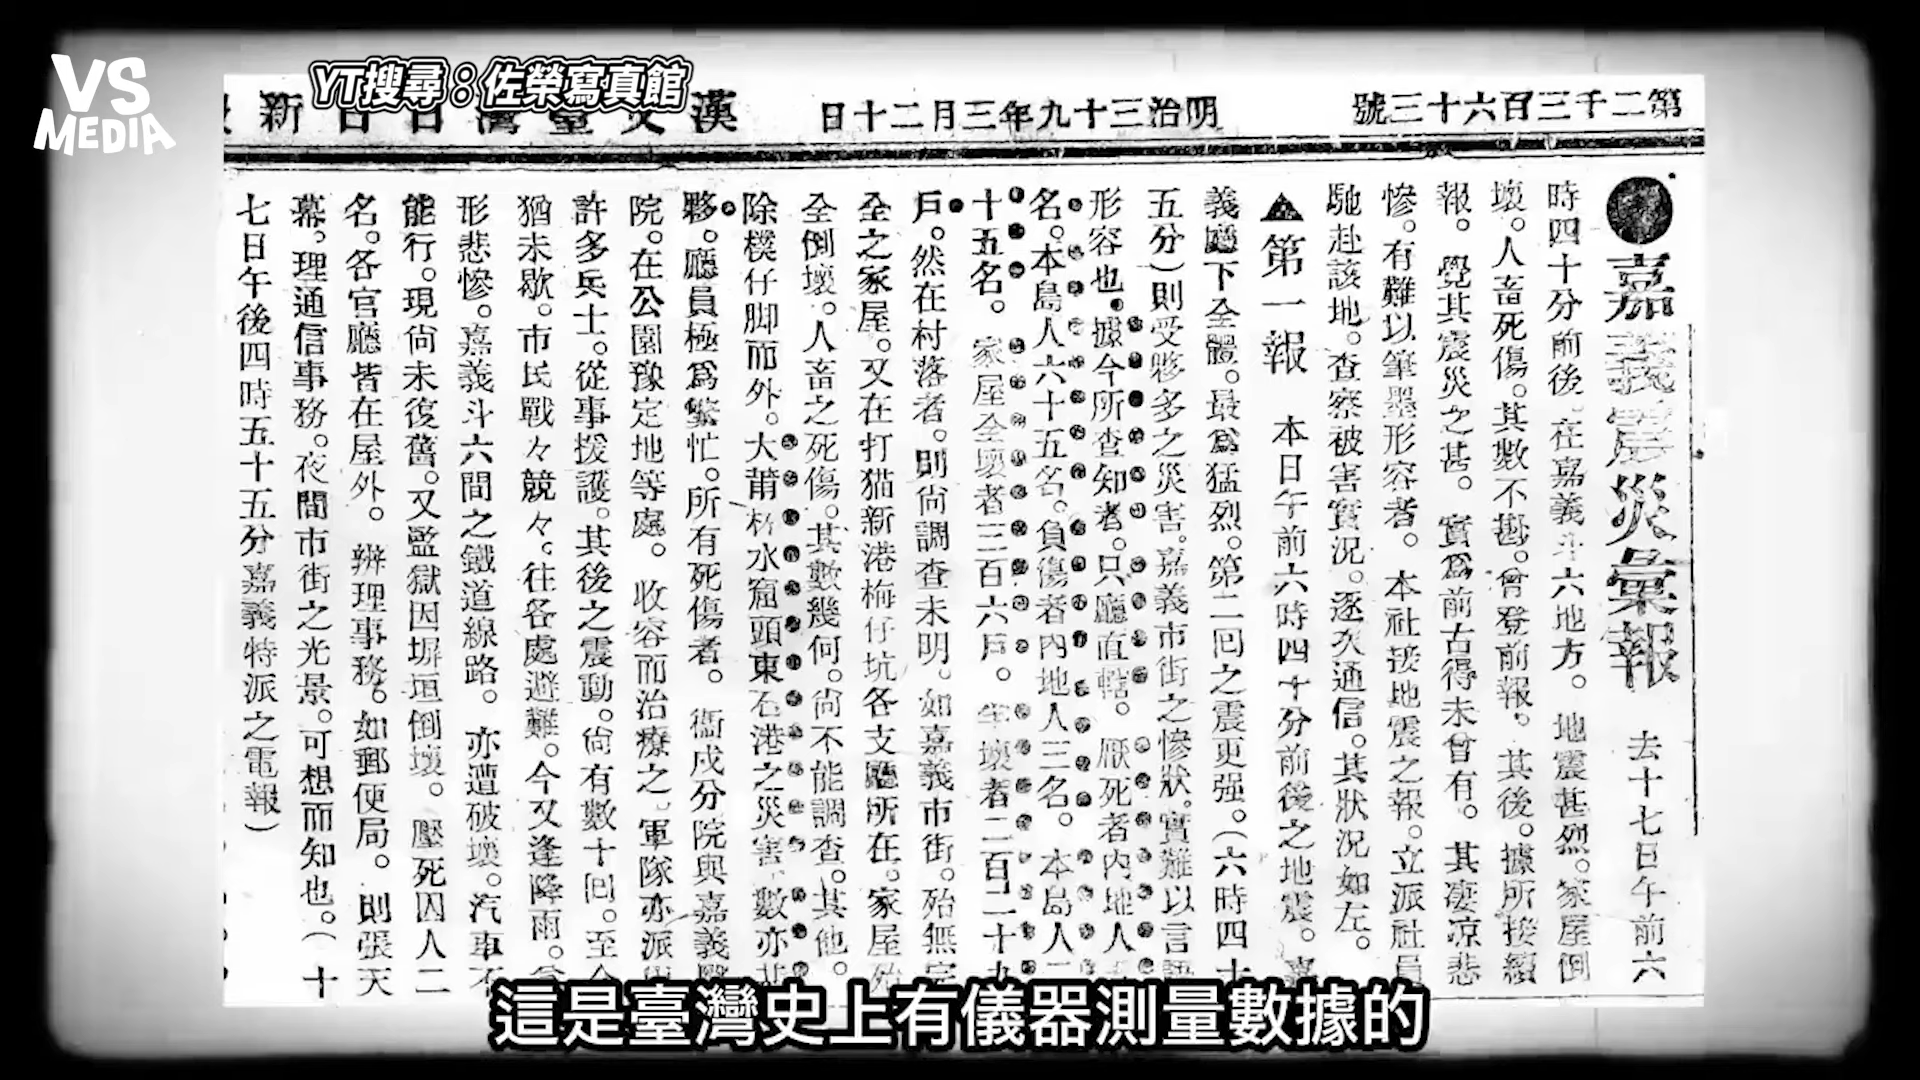 VS
MEDIA
YT搜尋：佐榮寫真館
第二千三百六十三號
明治三十九年三月二十日
漢文臺灣日日新
嘉義震災彙報 去十七日午前六
時四十分前後。在嘉義斗六地方。地震甚烈。家屋倒
壞。人畜死傷。其數不尠。曾登前報。其後。據所接續
報。覺其震災之甚。實爲前古得未曾有。其凄凉悲
慘。有難以筆墨形容者。本社接地震之報。立派社員
馳赴該地。查察被害實況。逐次通信。其狀況如左。
▲第一報 本日午前六時四十分前後之地震。嘉
義廳下全體。最爲猛烈。第二回之震更强。(六時四十
五分)則受夥多之災害。嘉義市街之慘狀。實難以言語
形容也。據今所查知者。只廳直轄。厭死者內地人
名。本島人六十五名。負傷者內地人三名。本島人二
十五名。家屋全壞者三百六戶。半壞者二百二十九
戶。然在村落者。則尙調查未明。如嘉義市街。殆無完
全之家屋。又在打猫新港梅仔坑各支廳所在。家屋殆
全倒壞。人畜之死傷。其數幾何。尙不能調查。其他。
除樸仔脚而外。大莆林水窟頭東石港之災害。數亦甚
夥。廳員極爲繁忙。所有死傷者。衞戍分院與嘉義醫
院。在公園豫定地等處。收容而治療之。軍隊亦派出
許多兵士。從事援護。其後之震動。尙有數十回。至今
猶未歇。市民戰々競々。往各處避難。今又逢降雨。
形悲慘。嘉義斗六間之鐵道線路。亦遭破壞。汽車不
能行。現尙未復舊。又監獄因塀垣倒壞。壓死囚人二
名。各官廳皆在屋外。辦理事務。如郵便局。則張天
幕。理通信事務。夜間市街之光景。可想而知也。(十
七日午後四時五十五分嘉義特派之電報)
這是臺灣史上有儀器測量數據的